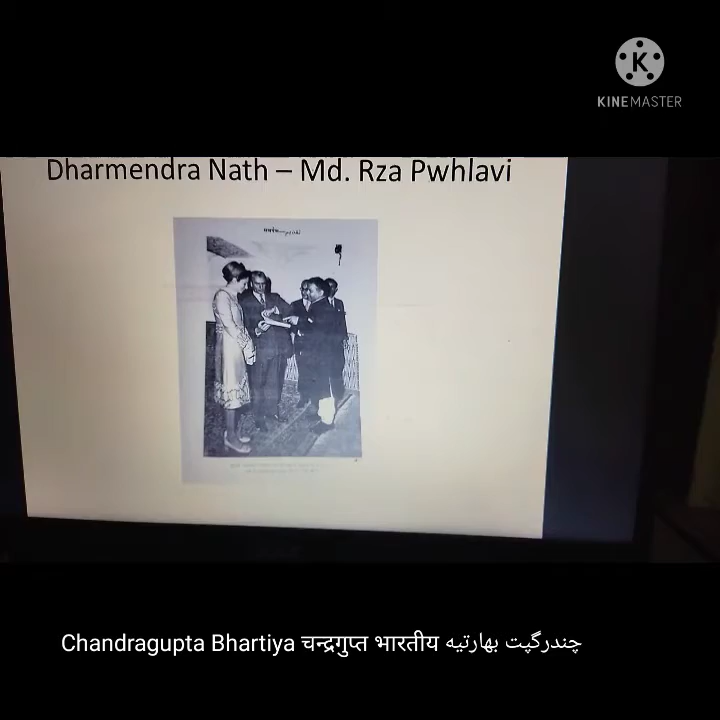 KINEMASTER
Dharmendra Nath – Md. Rza Pwhlavi
Chandragupta Bhartiya चन्द्रगुप्त भारतीय چندرگپت بھارتیہ